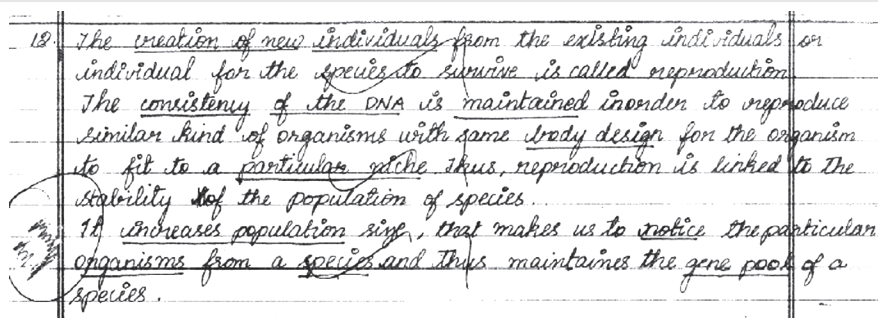 12. The creation of new individuals from the existing individuals or
individual for the species to survive is called reproduction.
The consistency of the DNA is maintained inorder to reproduce
similar kind of organisms with same body design for the organism
to fit to a particular niche Thus, reproduction is linked to the
stability of the population of species.
It increases population size, that makes us to notice the particular
organisms from a species and thus maintaines the gene pool of a
species.